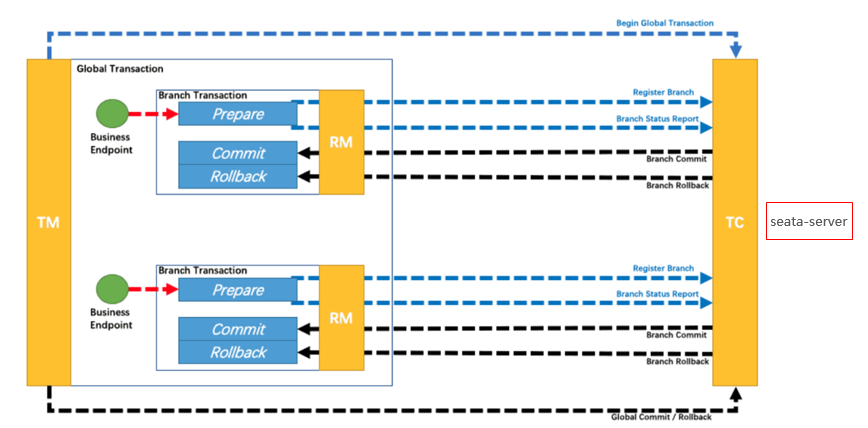 Begin Global Transaction
Global Transaction
Branch Transaction
Prepare
Business
Endpoint
Commit
Rollback
RM
Register Branch
Branch Status Report
Branch Commit
Branch Rollback
TM
TC
seata-server
Branch Transaction
Prepare
Business
Endpoint
Commit
Rollback
RM
Register Branch
Branch Status Report
Branch Commit
Branch Rollback
Global Commit / Rollback